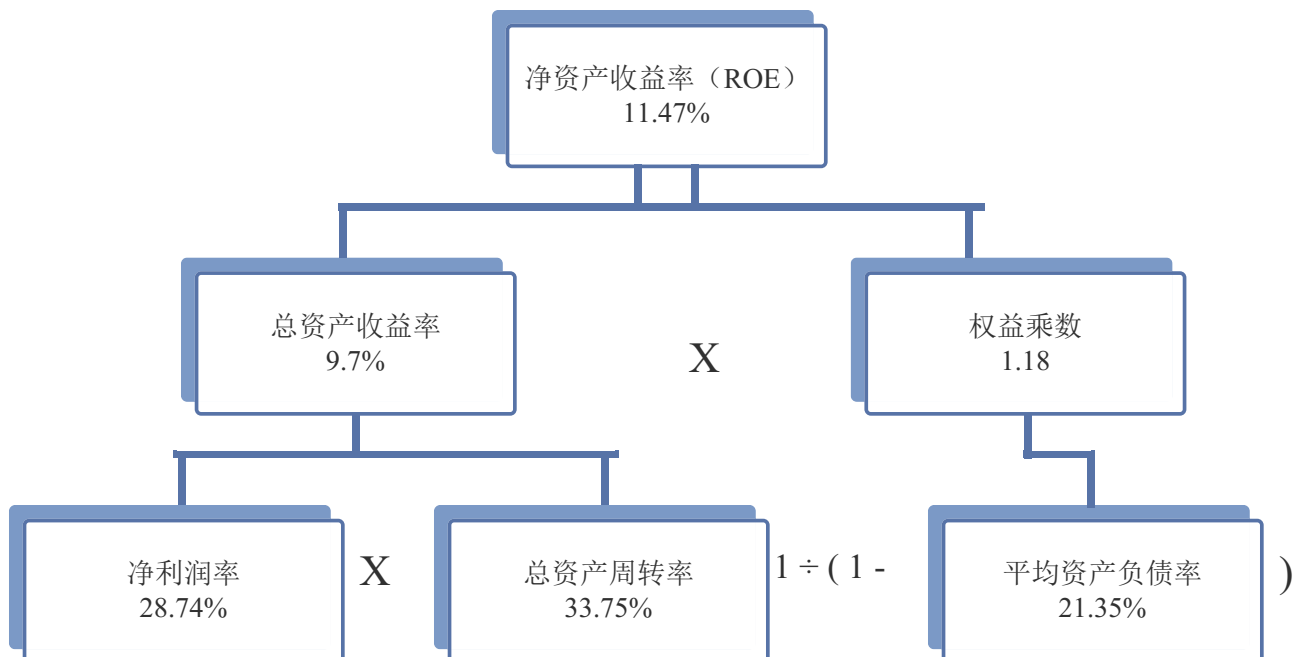 净资产收益率（ROE）
11.47%
总资产收益率
9.7%
X
权益乘数
1.18
净利润率
28.74%
X
总资产周转率
33.75%
1 ÷ ( 1 -
平均资产负债率
21.35%
)